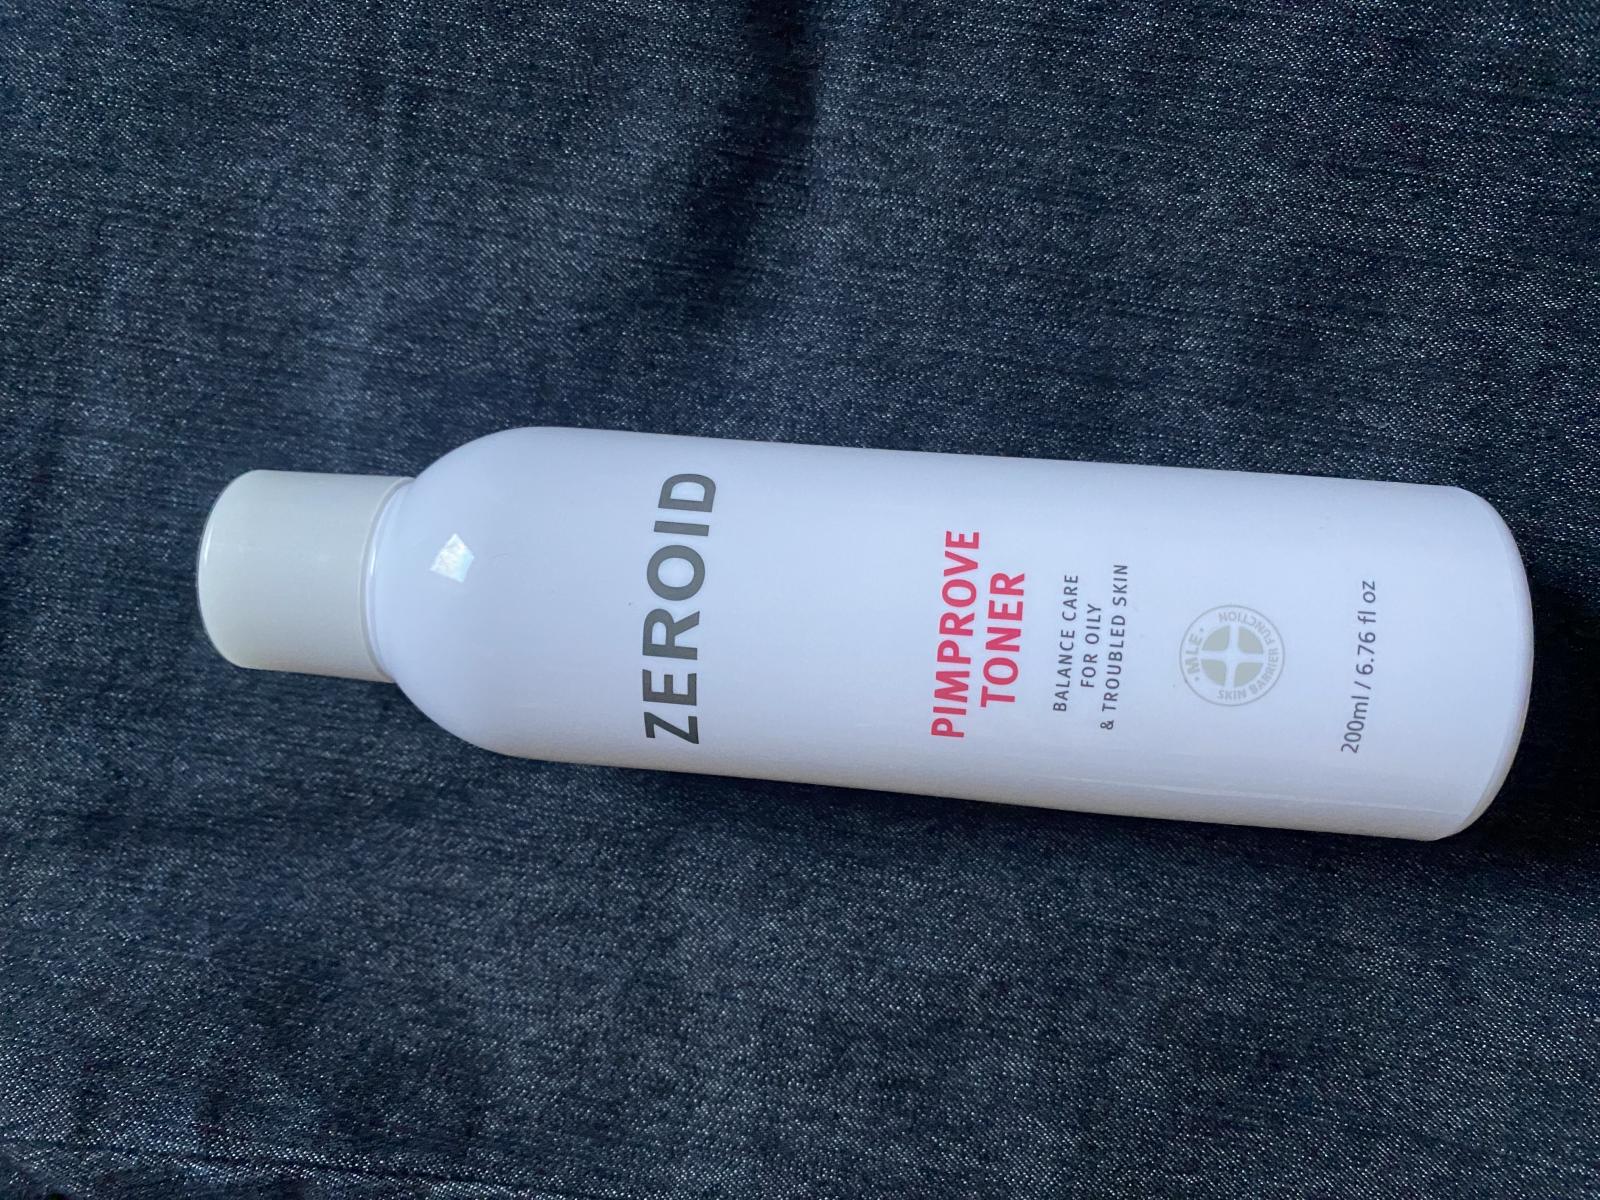 ZEROID
PIMPROVE
TONER
BALANCE CARE
FOR OILY
& TROUBLED SKIN
• MLE •
SKIN BARRIER FUNCTION
200ml / 6.76 fl oz